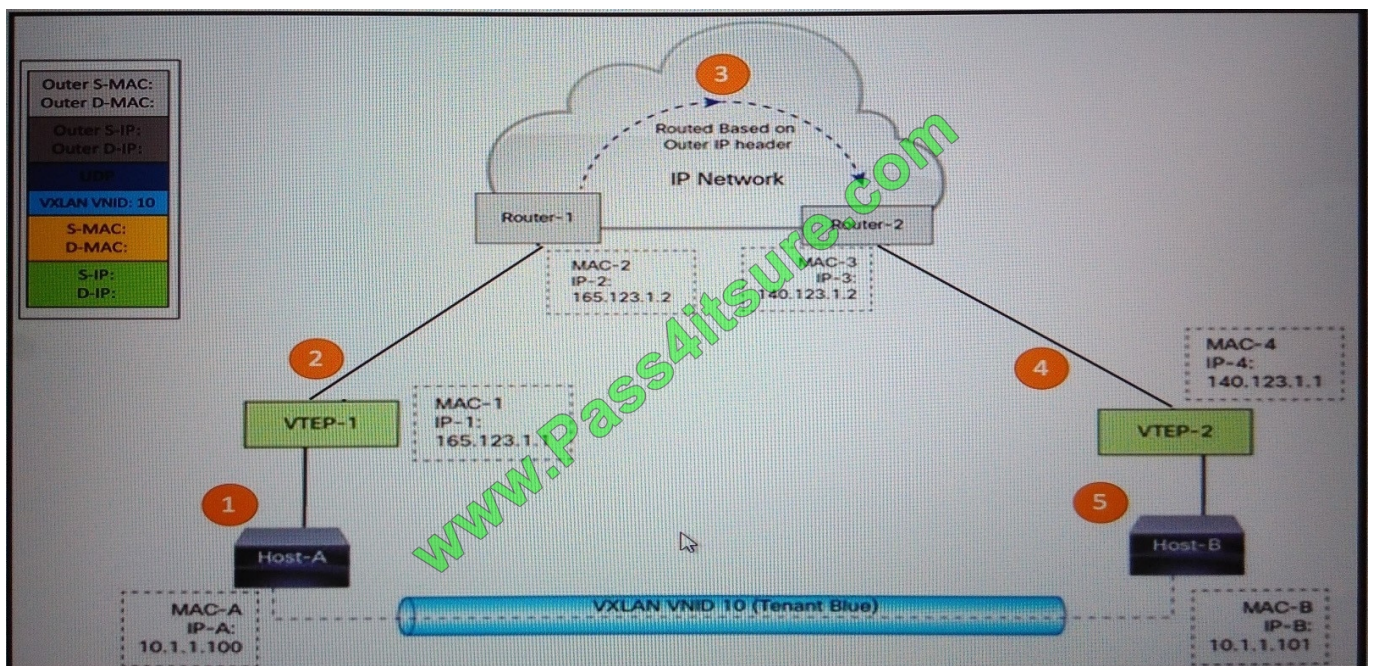 Outer S-MAC:
Outer D-MAC:
Outer S-IP:
Outer D-IP:
UDP
VXLAN VNID: 10
S-MAC:
D-MAC:
S-IP:
D-IP:
3
Routed Based on
Outer IP header
IP Network
Router-1
Router-2
MAC-2
IP-2:
165.123.1.2
MAC-3
IP-3:
140.123.1.2
2
4
MAC-4
IP-4:
140.123.1.1
VTEP-1
MAC-1
IP-1:
165.123.1.1
VTEP-2
1
5
Host-A
Host-B
VXLAN VNID 10 (Tenant Blue)
MAC-A
IP-A:
10.1.1.100
MAC-B
IP-B:
10.1.1.101
www.Pass4itsure.com